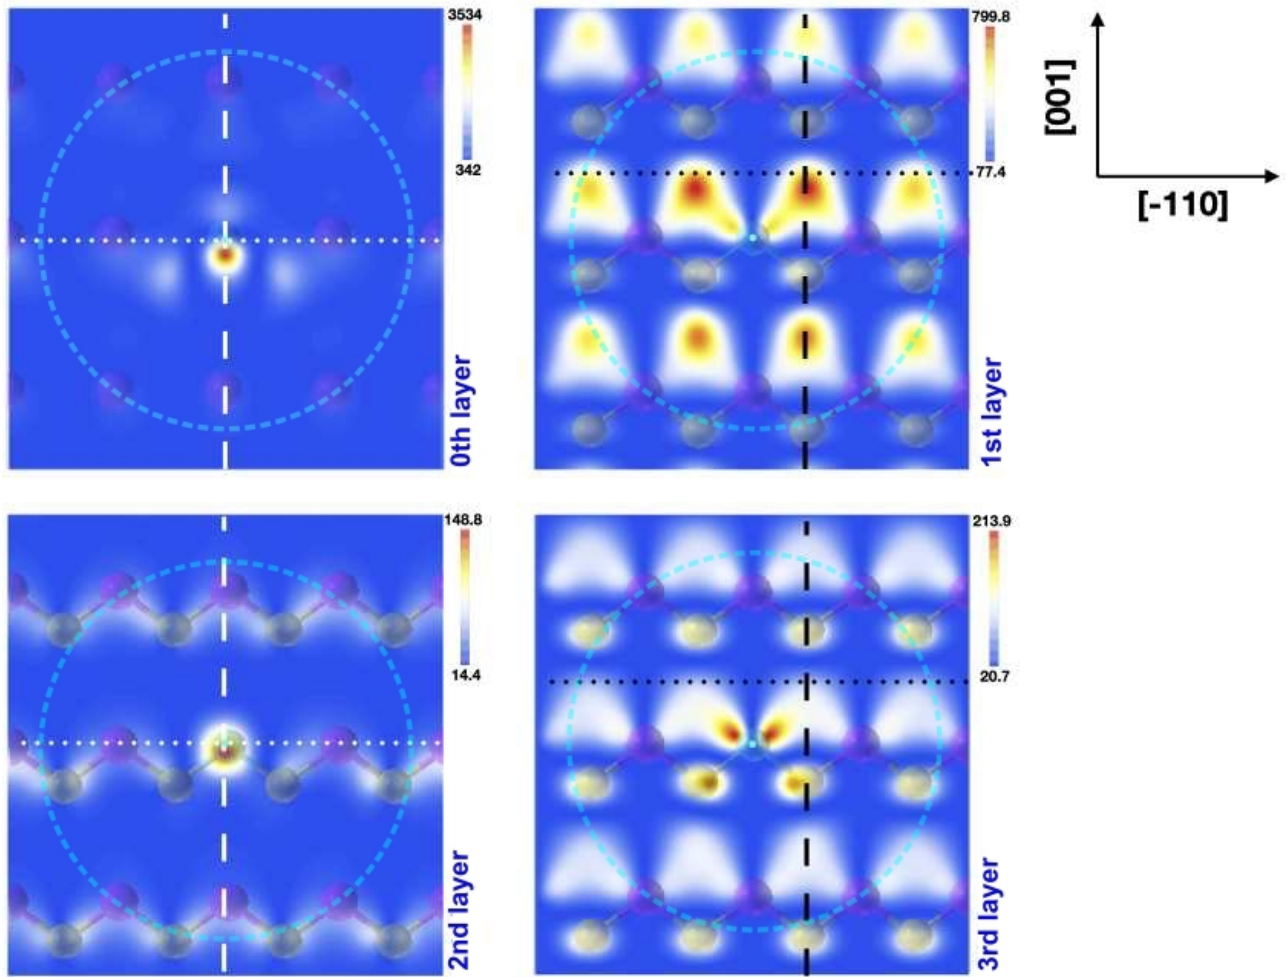 3534
342
0th layer
799.8
77.4
1st layer
[001]
[-110]
148.8
14.4
2nd layer
213.9
20.7
3rd layer